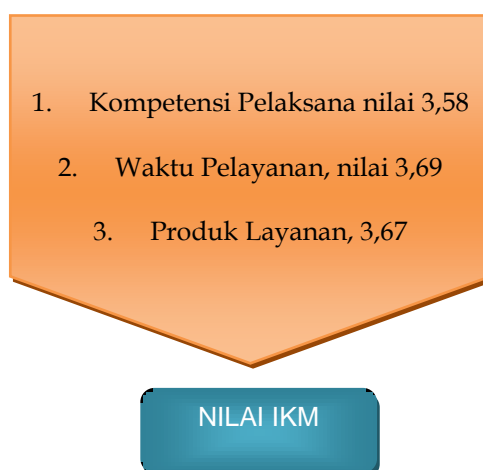 1. Kompetensi Pelaksana nilai 3,58
2. Waktu Pelayanan, nilai 3,69
3. Produk Layanan, 3,67
NILAI IKM